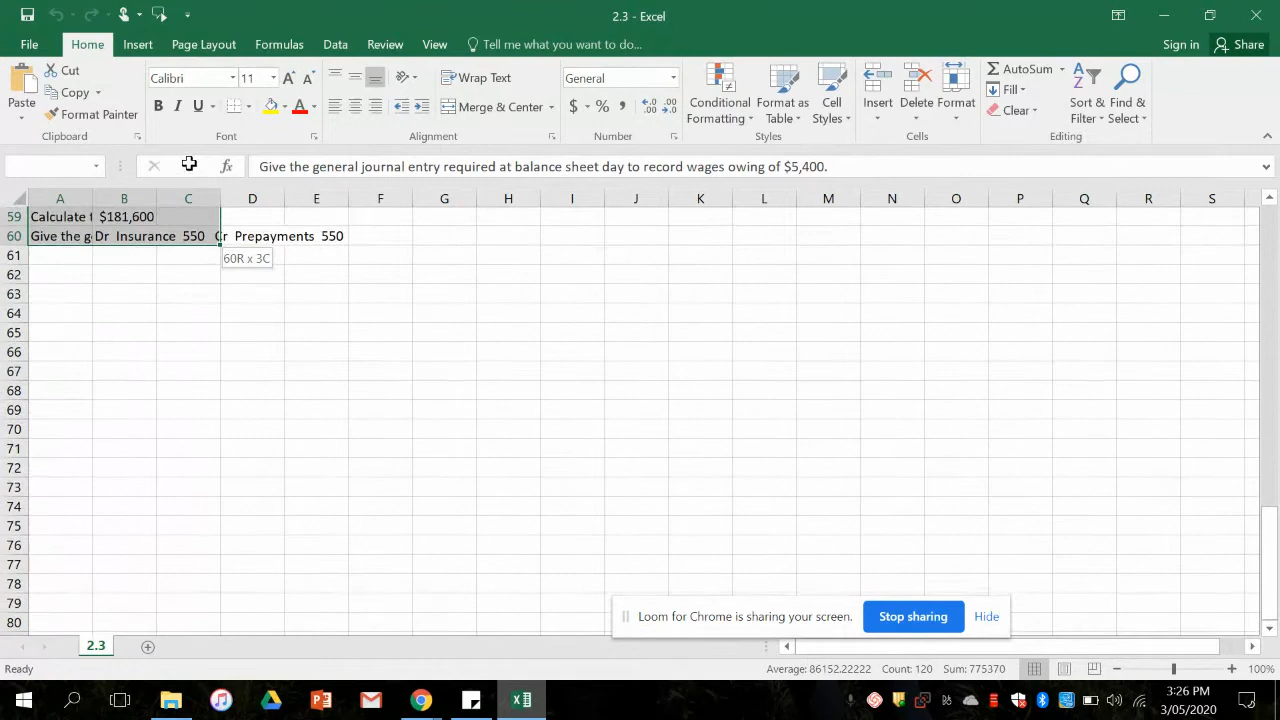 2.3 - Excel
File Home Insert Page Layout Formulas Data Review View Tell me what you want to do... Sign in Share
Paste Cut Copy Format Painter Clipboard
Calibri 11 A A B I U A Font
Wrap Text Merge & Center Alignment
General $ % , Number
Conditional Formatting Format as Table Cell Styles Styles
Insert Delete Format Cells
AutoSum Fill Clear Sort & Filter Find & Select Editing
fx Give the general journal entry required at balance sheet day to record wages owing of $5,400.
A B C D E F G H I J K L M N O P Q R S
59 Calculate t $181,600
60 Give the g Dr Insurance 550 Cr Prepayments 550
61 60R x 3C
62
63
64
65
66
67
68
69
70
71
72
73
74
75
76
77
78
79
80
Loom for Chrome is sharing your screen. Stop sharing Hide
2.3
Ready Average: 86152.22222 Count: 120 Sum: 775370 100%
3:26 PM
3/05/2020